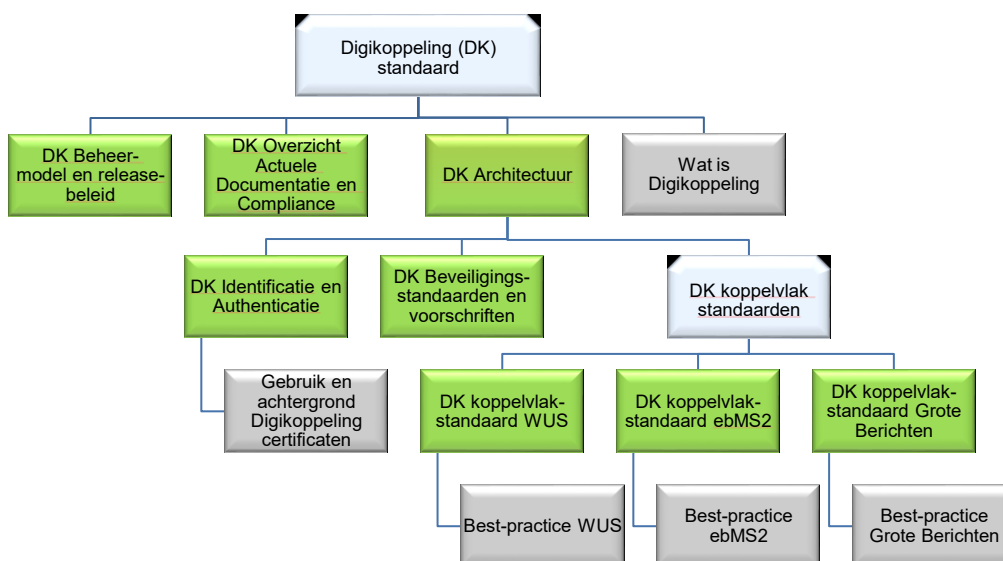 Digikoppeling (DK)
standaard
DK Beheer-
model en release-
beleid
DK Overzicht
Actuele
Documentatie en
Compliance
DK Architectuur
Wat is
Digikoppeling
DK Identificatie en
Authenticatie
DK Beveiligings-
standaarden en
voorschriften
DK koppelvlak
standaarden
Gebruik en
achtergrond
Digikoppeling
certificaten
DK koppelvlak-
standaard WUS
DK koppelvlak-
standaard ebMS2
DK koppelvlak-
standaard Grote
Berichten
Best-practice WUS
Best-practice
ebMS2
Best-practice
Grote Berichten